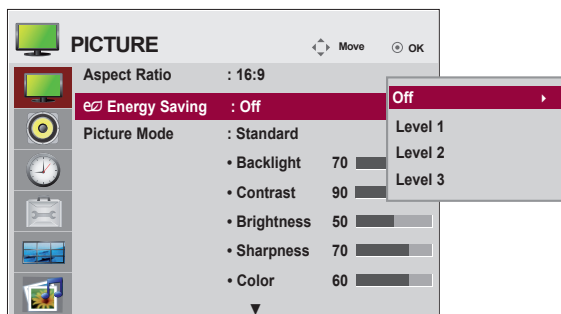 PICTURE
Move
OK
Aspect Ratio : 16:9
Energy Saving : Off
Picture Mode : Standard
• Backlight 70
• Contrast 90
• Brightness 50
• Sharpness 70
• Color 60
Off
Level 1
Level 2
Level 3